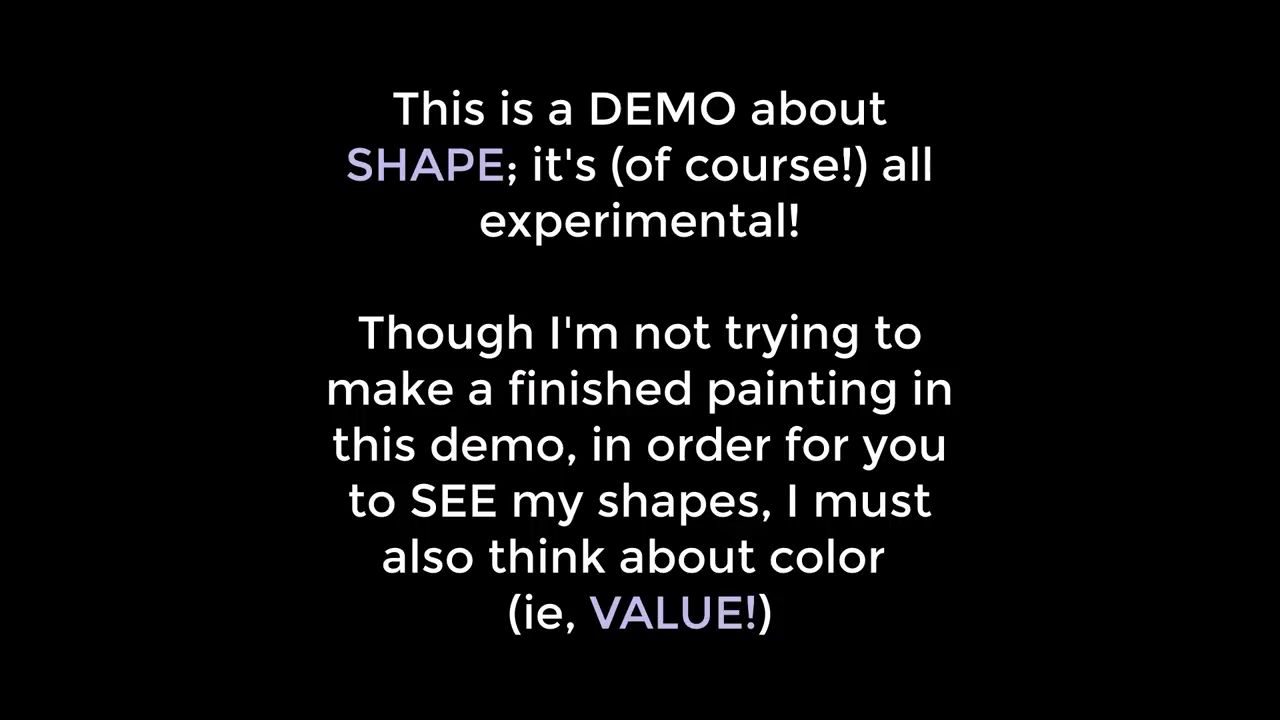 This is a DEMO about
SHAPE; it's (of course!) all
experimental!
Though I'm not trying to
make a finished painting in
this demo, in order for you
to SEE my shapes, I must
also think about color
(ie, VALUE!)